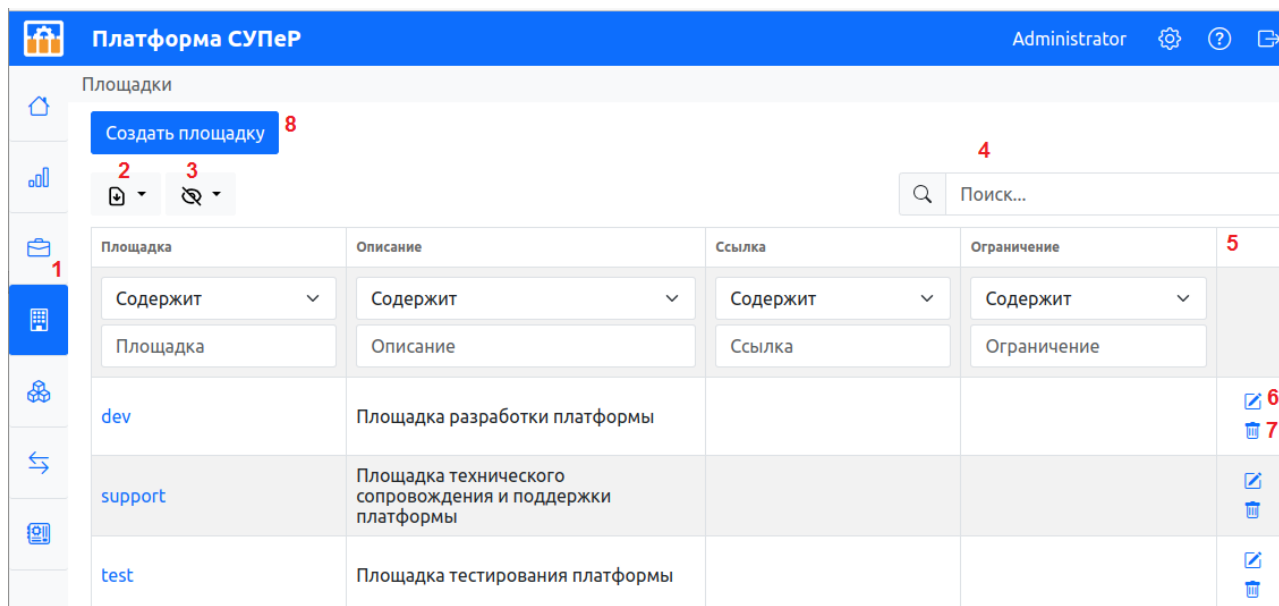 Платформа СУПеР Administrator
Площадки
Создать площадку 8
2 3 4
Поиск...
Площадка Описание Ссылка Ограничение 5
1
Содержит Содержит Содержит Содержит
Площадка Описание Ссылка Ограничение
dev Площадка разработки платформы 6
7
support Площадка технического
сопровождения и поддержки
платформы
test Площадка тестирования платформы